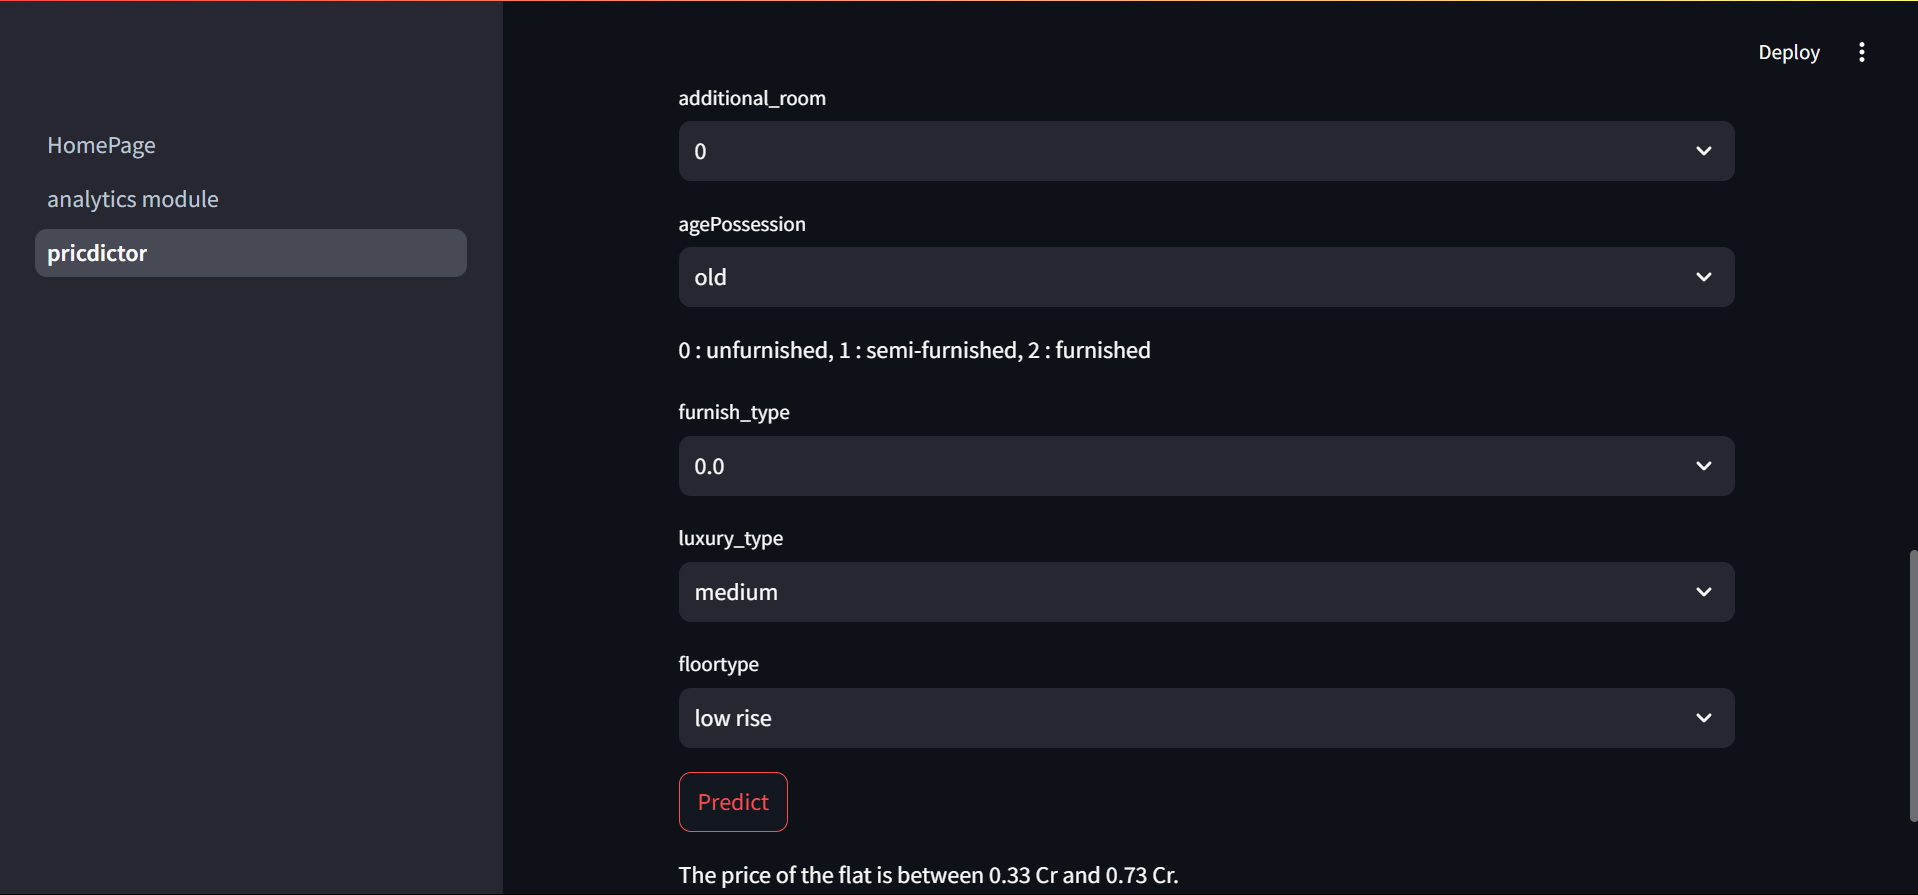 Deploy
HomePage
analytics module
pricdictor
additional_room
0
agePossession
old
0 : unfurnished, 1 : semi-furnished, 2 : furnished
furnish_type
0.0
luxury_type
medium
floortype
low rise
Predict
The price of the flat is between 0.33 Cr and 0.73 Cr.